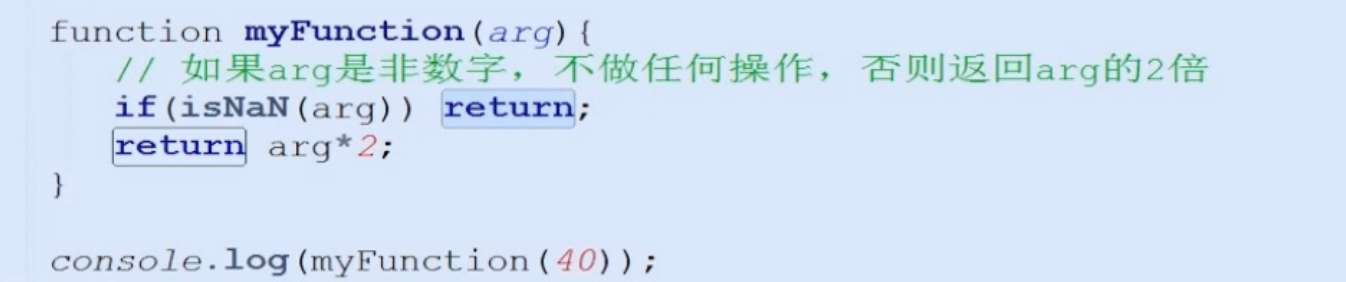 function myFunction(arg){
// 如果arg是非数字，不做任何操作，否则返回arg的2倍
if(isNaN(arg)) return;
return arg*2;
}
console.log(myFunction(40));